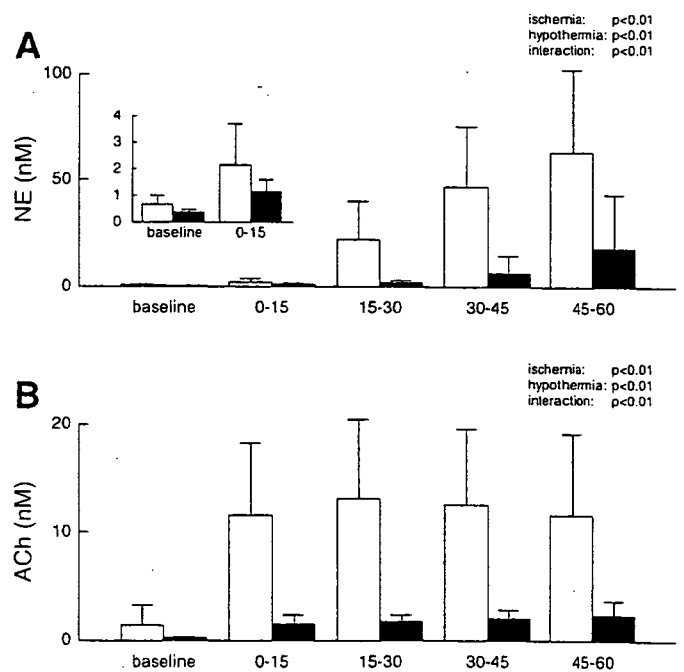 ischemia: p<0.01
hypothermia: p<0.01
interaction: p<0.01
A
NE (nM)
100
50
0
4
3
2
1
0
baseline 0-15
baseline 0-15 15-30 30-45 45-60
ischemia: p<0.01
hypothermia: p<0.01
interaction: p<0.01
B
ACh (nM)
20
10
0
baseline 0-15 15-30 30-45 45-60